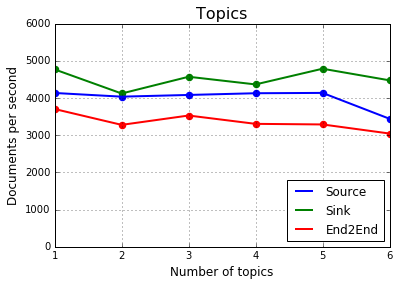 Topics
6000
5000
4000
3000
2000
1000
0
Documents per second
1 2 3 4 5 6
Number of topics
Source
Sink
End2End